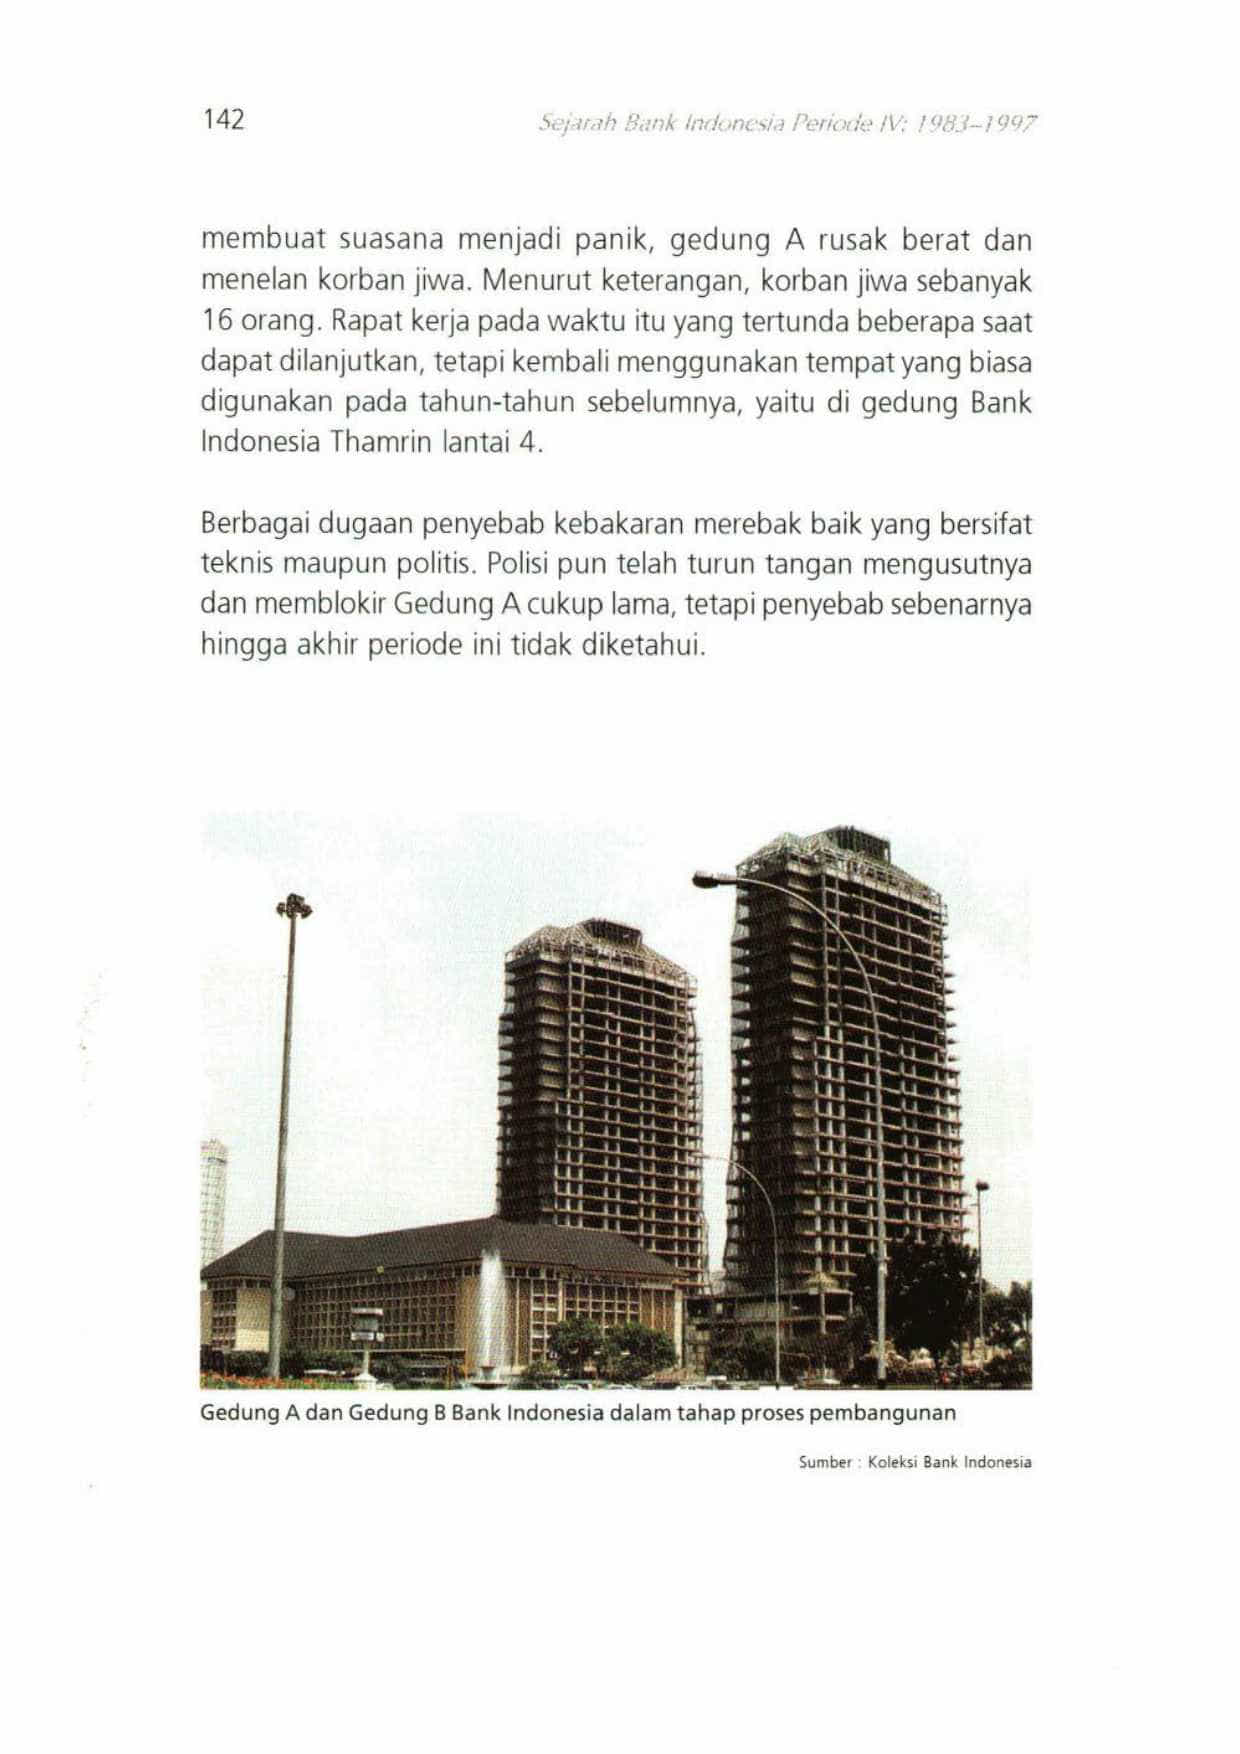 142
Sejarah Bank Indonesia Periode IV: 1983–1997
membuat suasana menjadi panik, gedung A rusak berat dan
menelan korban jiwa. Menurut keterangan, korban jiwa sebanyak
16 orang. Rapat kerja pada waktu itu yang tertunda beberapa saat
dapat dilanjutkan, tetapi kembali menggunakan tempat yang biasa
digunakan pada tahun-tahun sebelumnya, yaitu di gedung Bank
Indonesia Thamrin lantai 4.
Berbagai dugaan penyebab kebakaran merebak baik yang bersifat
teknis maupun politis. Polisi pun telah turun tangan mengusutnya
dan memblokir Gedung A cukup lama, tetapi penyebab sebenarnya
hingga akhir periode ini tidak diketahui.
Gedung A dan Gedung B Bank Indonesia dalam tahap proses pembangunan
Sumber : Koleksi Bank Indonesia